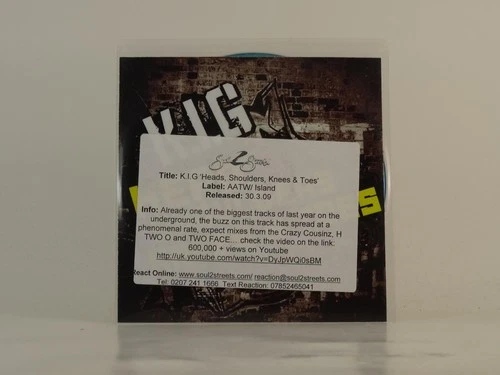 K.I.G
Soul 2 Streets
Title: K.I.G 'Heads, Shoulders, Knees & Toes'
Label: AATW/ Island
Released: 30.3.09
Info: Already one of the biggest tracks of last year on the
underground, the buzz on this track has spread at a
phenomenal rate, expect mixes from the Crazy Cousinz, H
TWO O and TWO FACE... check the video on the link:
600,000 + views on Youtube
http://uk.youtube.com/watch?v=DyJpWQi0sBM
React Online: www.soul2streets.com/ reaction@soul2streets.com
Tel: 0207 241 1666 Text Reaction: 07852465041